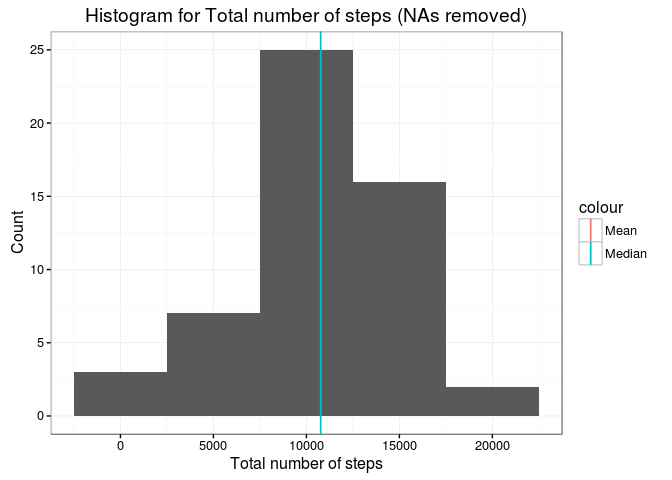 Histogram for Total number of steps (NAs removed)
25
20
15
10
5
0
Count
0 5000 10000 15000 20000
Total number of steps
colour
Mean
Median